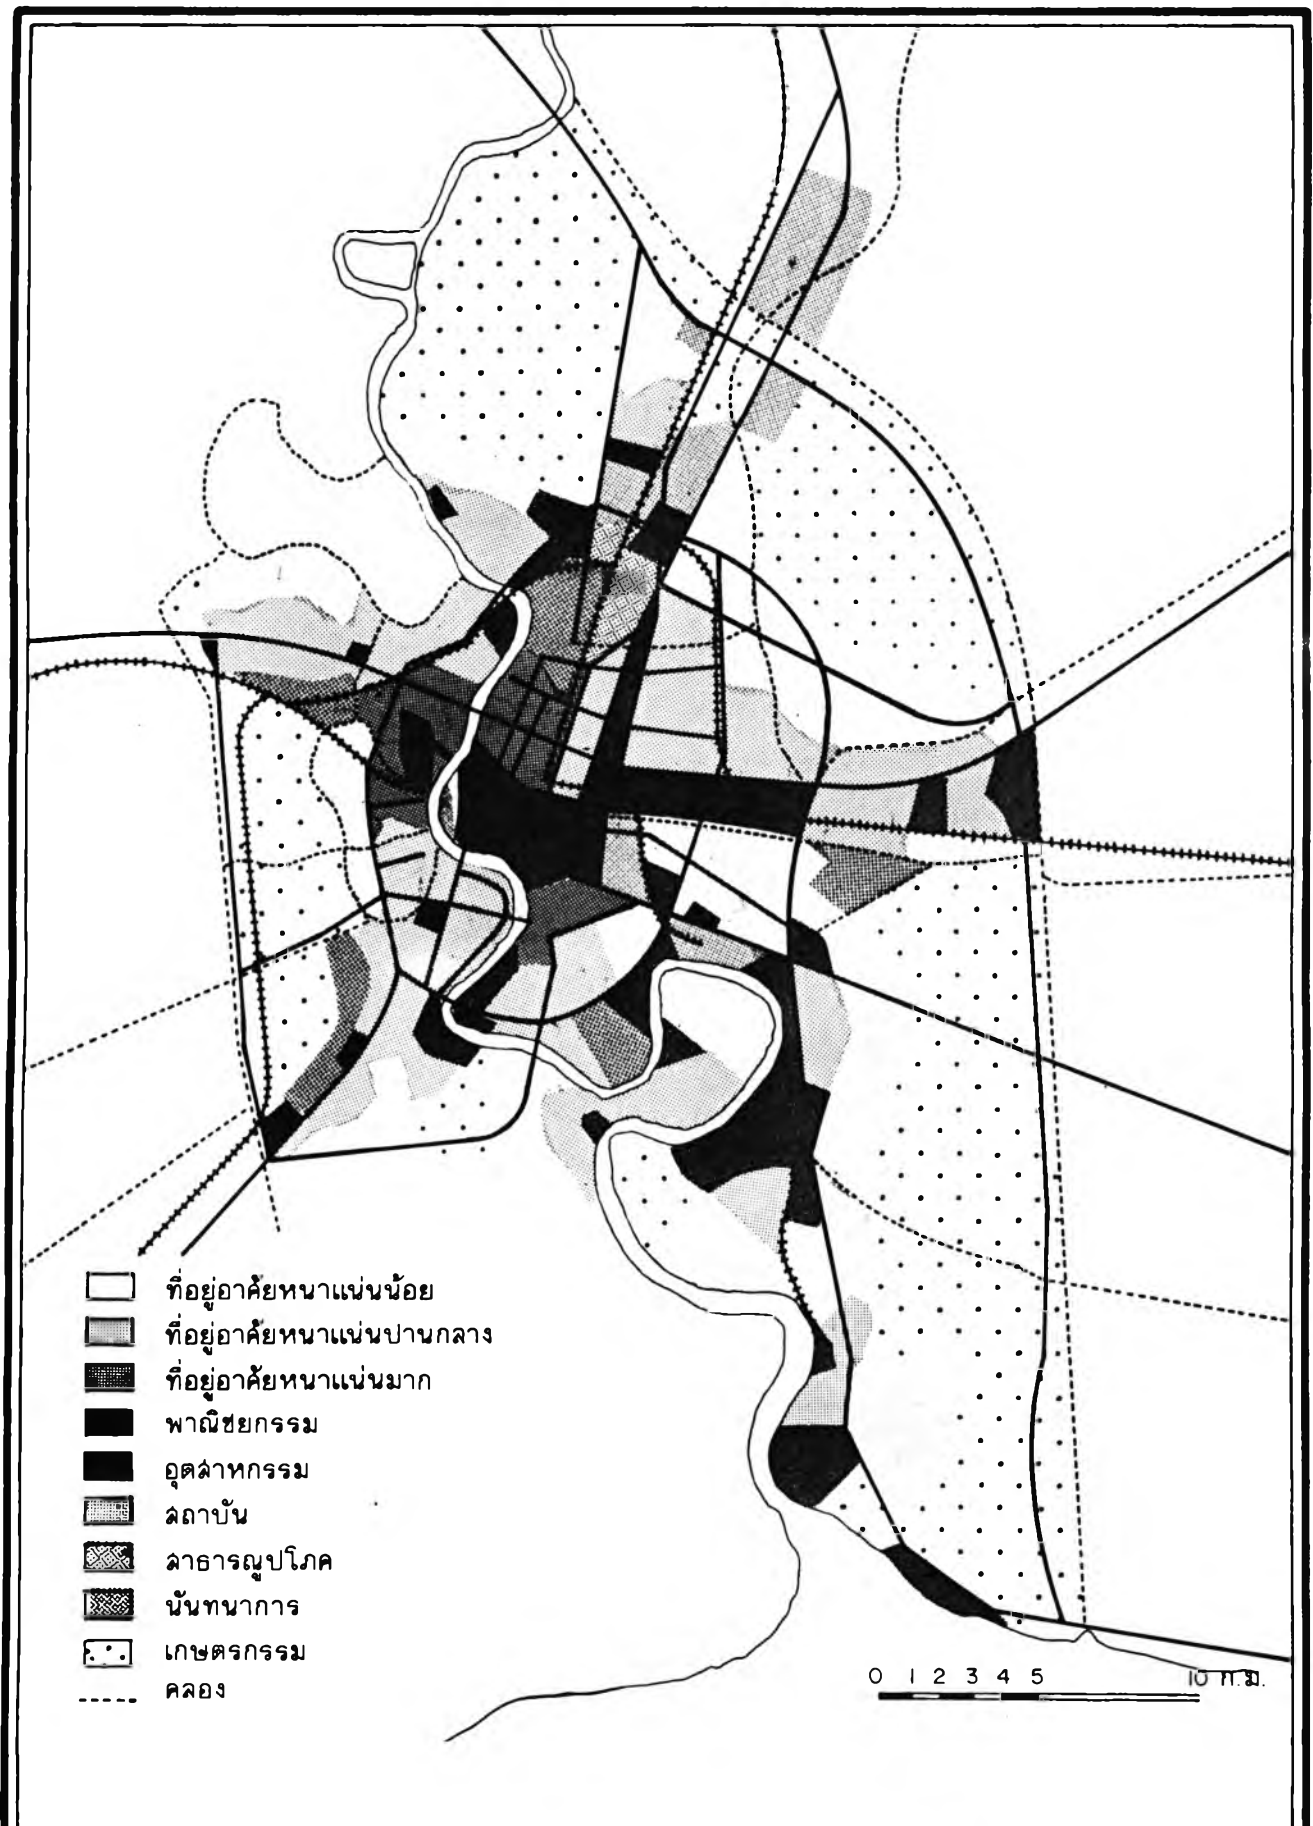 ที่อยู่อาศัยหนาแน่นน้อย
ที่อยู่อาศัยหนาแน่นปานกลาง
ที่อยู่อาศัยหนาแน่นมาก
พาณิชยกรรม
อุตสาหกรรม
สถาบัน
สาธารณูปโภค
นันทนาการ
เกษตรกรรม
คลอง
0 1 2 3 4 5 10 ก.ม.